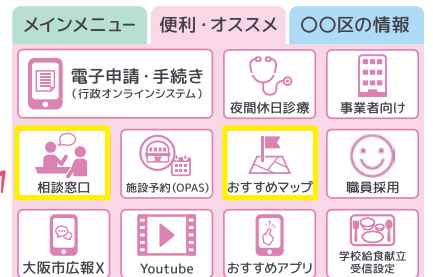 メインメニュー
便利・オススメ
〇〇区の情報
電子申請・手続き
(行政オンラインシステム)
夜間休日診療
事業者向け
相談窓口
施設予約(OPAS)
おすすめマップ
職員採用
大阪市広報X
Youtube
おすすめアプリ
学校給食献立
受信設定